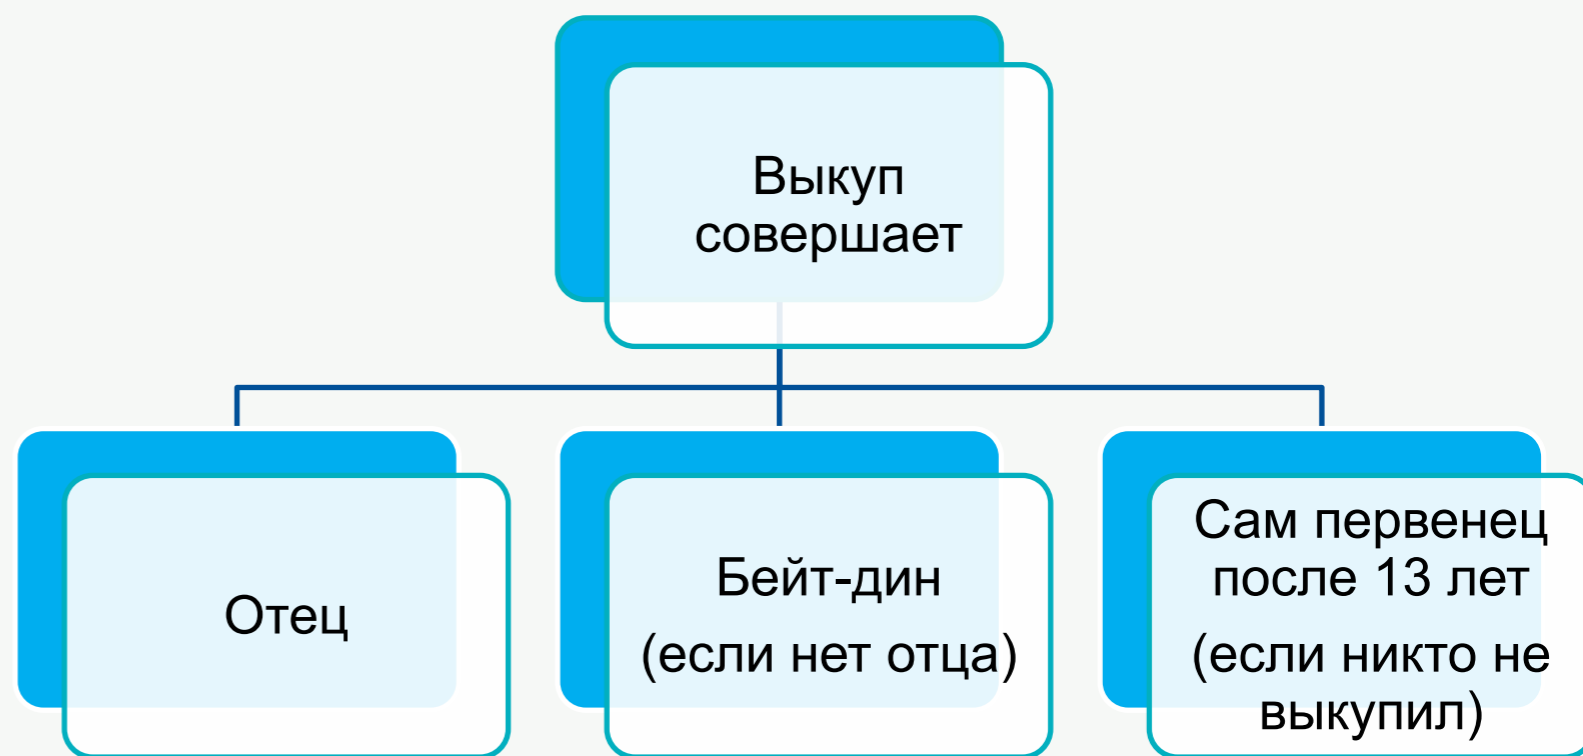 Выкуп
совершает
Отец
Бейт-дин
(если нет отца)
Сам первенец
после 13 лет
(если никто не
выкупил)